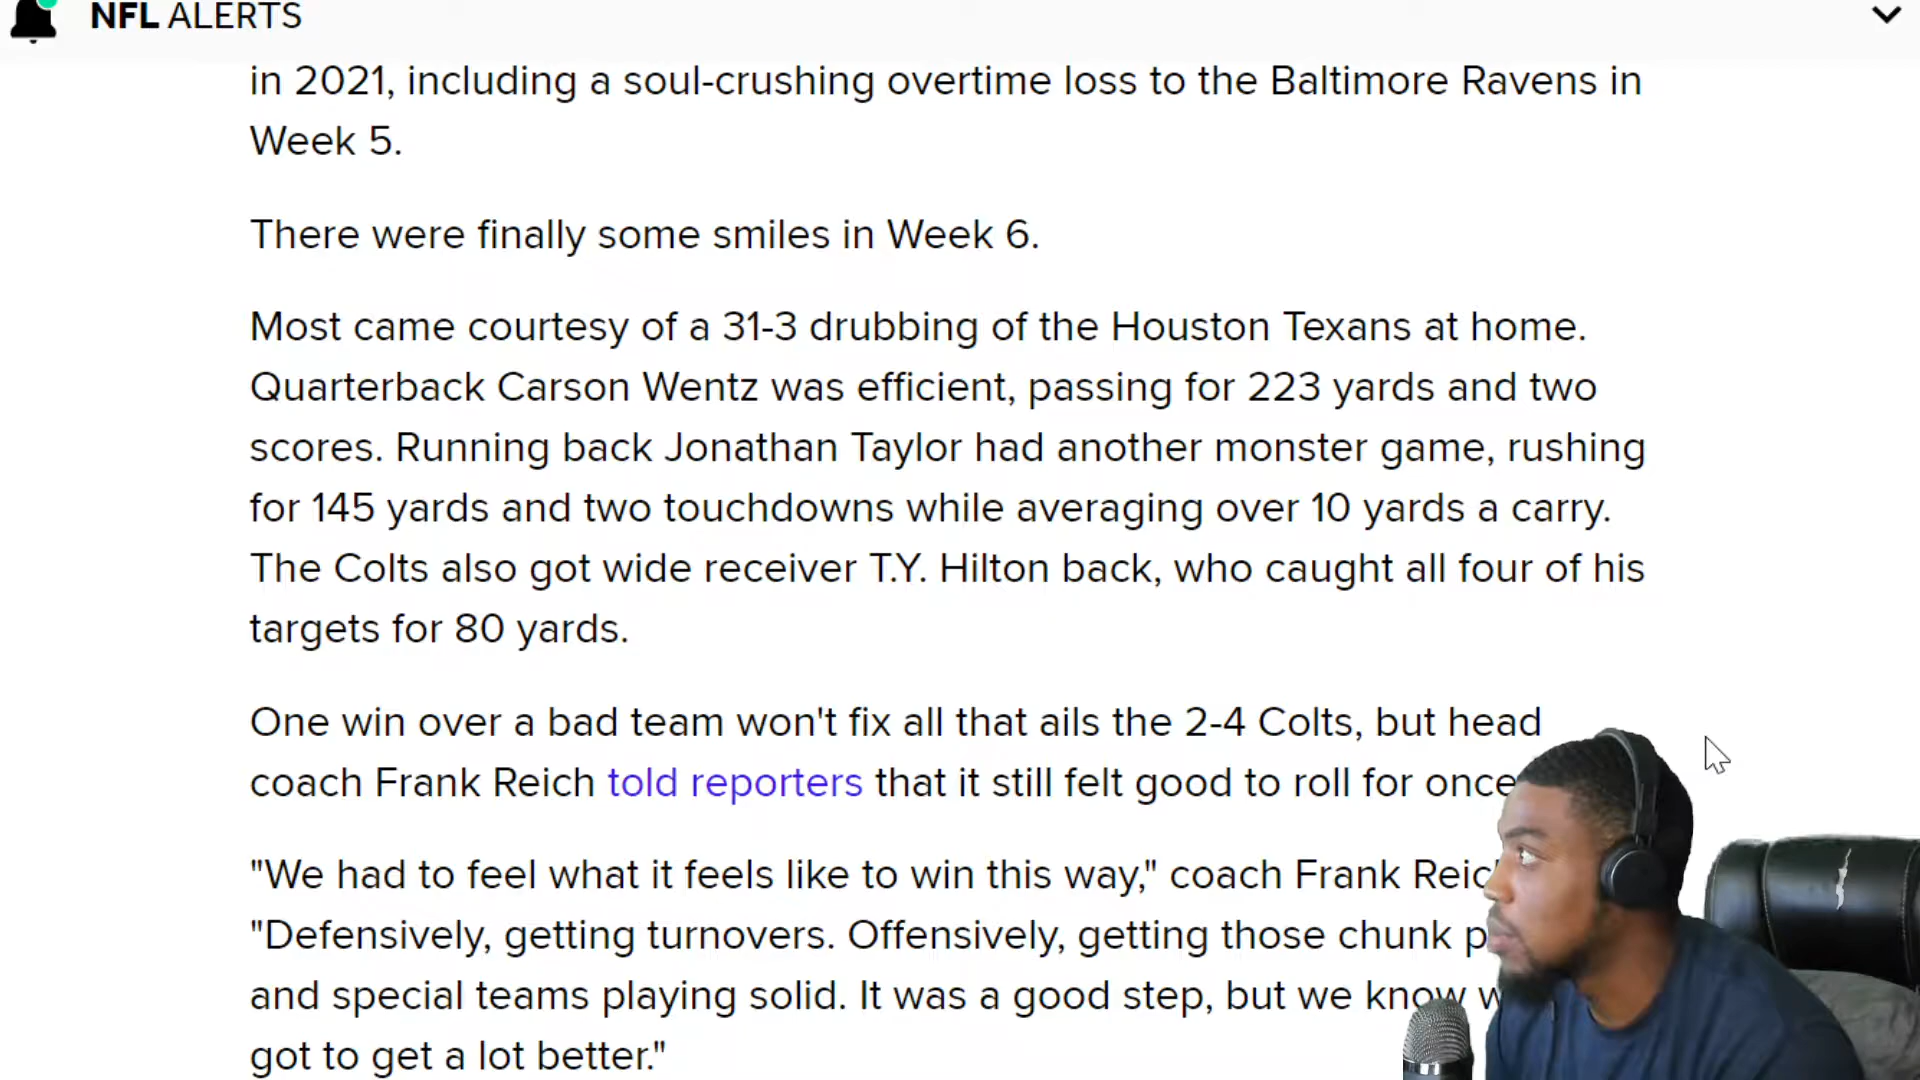 NFL ALERTS
in 2021, including a soul-crushing overtime loss to the Baltimore Ravens in
Week 5.
There were finally some smiles in Week 6.
Most came courtesy of a 31-3 drubbing of the Houston Texans at home.
Quarterback Carson Wentz was efficient, passing for 223 yards and two
scores. Running back Jonathan Taylor had another monster game, rushing
for 145 yards and two touchdowns while averaging over 10 yards a carry.
The Colts also got wide receiver T.Y. Hilton back, who caught all four of his
targets for 80 yards.
One win over a bad team won't fix all that ails the 2-4 Colts, but head
coach Frank Reich told reporters that it still felt good to roll for once
"We had to feel what it feels like to win this way," coach Frank
"Defensively, getting turnovers. Offensively, getting those chunk
and special teams playing solid. It was a good step, but we know
got to get a lot better."